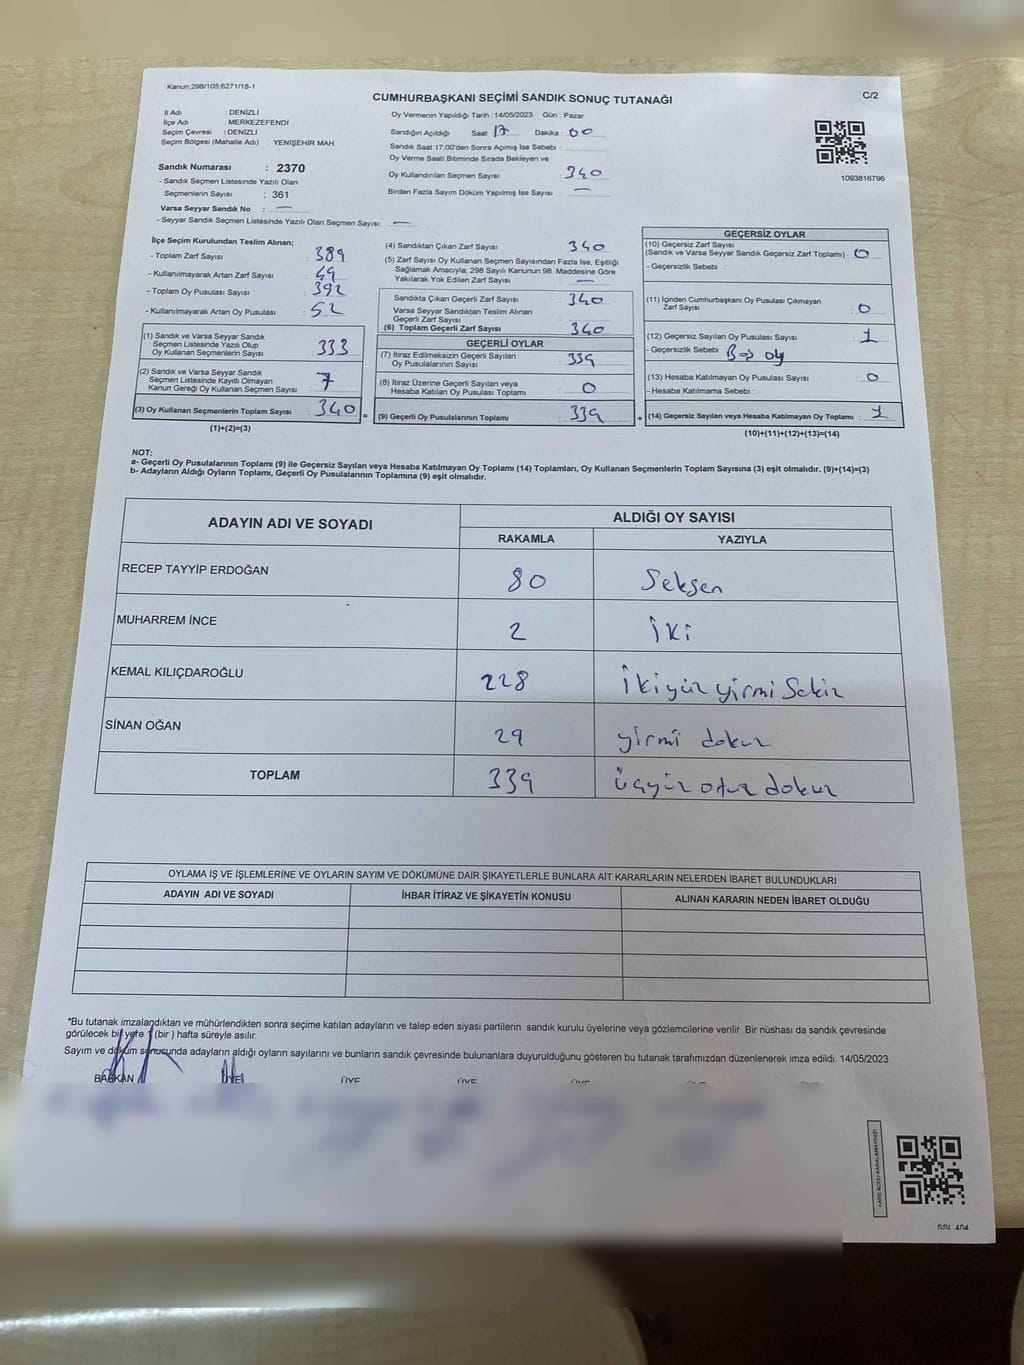 Kanun;298/105;6271/18-1
C/2
CUMHURBAŞKANI SEÇİMİ SANDIK SONUÇ TUTANAĞI
İl Adı : DENİZLİ
İlçe Adı : MERKEZEFENDİ
Seçim Çevresi : DENİZLİ
Seçim Bölgesi (Mahalle Adı) : YENİŞEHİR MAH.
Sandık Numarası : 2370
- Sandık Seçmen Listesinde Yazılı Olan
Seçmenlerin Sayısı : 361
Varsa Seyyar Sandık No : —
- Seyyar Sandık Seçmen Listesinde Yazılı Olan Seçmen Sayısı : —
Oy Vermenin Yapıldığı Tarih : 14/05/2023 Gün : Pazar
Sandığın Açıldığı Saat 17 Dakika : 00
Sandık Saat 17:00'den Sonra Açımış İse Sebebi :
Oy Verme Saati Bitiminde Sırada Bekleyen ve
Oy Kullandırılan Seçmen Sayısı : 340
Birden Fazla Sayım Döküm Yapılmış İse Sayısı : —
1093816796
İlçe Seçim Kurulundan Teslim Alınan;
- Toplam Zarf Sayısı : 389
- Kullanılmayarak Artan Zarf Sayısı : 49
- Toplam Oy Pusulası Sayısı : 392
- Kullanılmayarak Artan Oy Pusulası : 52
(1) Sandık ve Varsa Seyyar Sandık
Seçmen Listesinde Yazılı Olup
Oy Kullanan Seçmenlerin Sayısı : 333
(2) Sandık ve Varsa Seyyar Sandık
Seçmen Listesinde Kayıtlı Olmayan
Kanun Gereği Oy Kullanan Seçmen Sayısı : 7
(3) Oy Kullanan Seçmenlerin Toplam Sayısı : 340 =
(1)+(2)=(3)
(4) Sandıktan Çıkan Zarf Sayısı : 340
(5) Zarf Sayısı Oy Kullanan Seçmen Sayısından Fazla İse, Eşitliği
Sağlamak Amacıyla; 298 Sayılı Kanunun 98. Maddesine Göre
Yakılarak Yok Edilen Zarf Sayısı : —
Sandıkta Çıkan Geçerli Zarf Sayısı : 340
Varsa Seyyar Sandıktan Teslim Alınan
Geçerli Zarf Sayısı :
(6) Toplam Geçerli Zarf Sayısı : 340
GEÇERLİ OYLAR
(7) İtiraz Edilmeksizin Geçerli Sayılan
Oy Pusulalarının Sayısı : 339
(8) İtiraz Üzerine Geçerli Sayılan veya
Hesaba Katılan Oy Pusulası Toplamı : 0
(9) Geçerli Oy Pusulalarının Toplamı : 339 +
GEÇERSİZ OYLAR
(10) Geçersiz Zarf Sayısı
(Sandık ve Varsa Seyyar Sandık Geçersiz Zarf Toplamı) : 0
- Geçersizlik Sebebi :
(11) İçinden Cumhurbaşkanı Oy Pusulası Çıkmayan
Zarf Sayısı : 0
(12) Geçersiz Sayılan Oy Pusulası Sayısı : 1
- Geçersizlik Sebebi : Boş oy
(13) Hesaba Katılmayan Oy Pusulası Sayısı : 0
- Hesaba Katılmama Sebebi :
(14) Geçersiz Sayılan veya Hesaba Katılmayan Oy Toplamı : 1
(10)+(11)+(12)+(13)=(14)
NOT:
a- Geçerli Oy Pusulalarının Toplamı (9) ile Geçersiz Sayılan veya Hesaba Katılmayan Oy Toplamı (14) Toplamları, Oy Kullanan Seçmenlerin Toplam Sayısına (3) eşit olmalıdır. (9)+(14)=(3)
b- Adayların Aldığı Oyların Toplamı, Geçerli Oy Pusulalarının Toplamına (9) eşit olmalıdır.
ADAYIN ADI VE SOYADI ALDIĞI OY SAYISI
RAKAMLA YAZIYLA
RECEP TAYYİP ERDOĞAN 80 Seksen
MUHARREM İNCE 2 İki
KEMAL KILIÇDAROĞLU 228 İkiyüz yirmi Sekiz
SİNAN OĞAN 29 yirmi dokuz
TOPLAM 339 üçyüz otuz dokuz
OYLAMA İŞ VE İŞLEMLERİNE VE OYLARIN SAYIM VE DÖKÜMÜNE DAİR ŞİKAYETLERLE BUNLARA AİT KARARLARIN NELERDEN İBARET BULUNDUKLARI
ADAYIN ADI VE SOYADI İHBAR İTİRAZ VE ŞİKAYETİN KONUSU ALINAN KARARIN NEDEN İBARET OLDUĞU
*Bu tutanak imzalandıktan ve mühürlendikten sonra seçime katılan adayların ve talep eden siyasi partilerin sandık kurulu üyelerine veya gözlemcilerine verilir .Bir nüshası da sandık çevresinde
görülecek bir yere 1 (bir ) hafta süreyle asılır.
Sayım ve döküm sonucunda adayların aldığı oyların sayılarını ve bunların sandık çevresinde bulunanlara duyurulduğunu gösteren bu tutanak tarafımızdan düzenlenerek imza edildi. 14/05/2023
BAŞKAN ÜYE ÜYE ÜYE ÜYE ÜYE ÜYE
KARE KODU KARALAMAYINIZ!
SSL 404